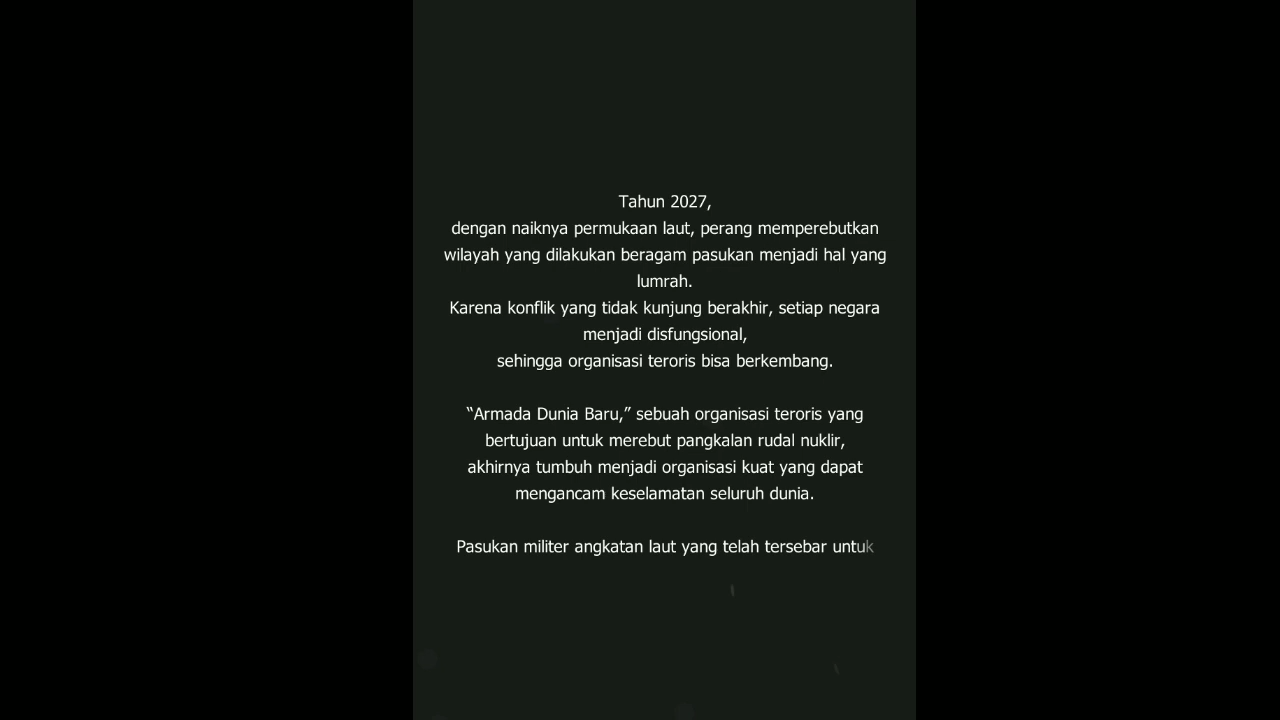 Tahun 2027,
dengan naiknya permukaan laut, perang memperebutkan
wilayah yang dilakukan beragam pasukan menjadi hal yang
lumrah.
Karena konflik yang tidak kunjung berakhir, setiap negara
menjadi disfungsional,
sehingga organisasi teroris bisa berkembang.
“Armada Dunia Baru,” sebuah organisasi teroris yang
bertujuan untuk merebut pangkalan rudal nuklir,
akhirnya tumbuh menjadi organisasi kuat yang dapat
mengancam keselamatan seluruh dunia.
Pasukan militer angkatan laut yang telah tersebar untuk